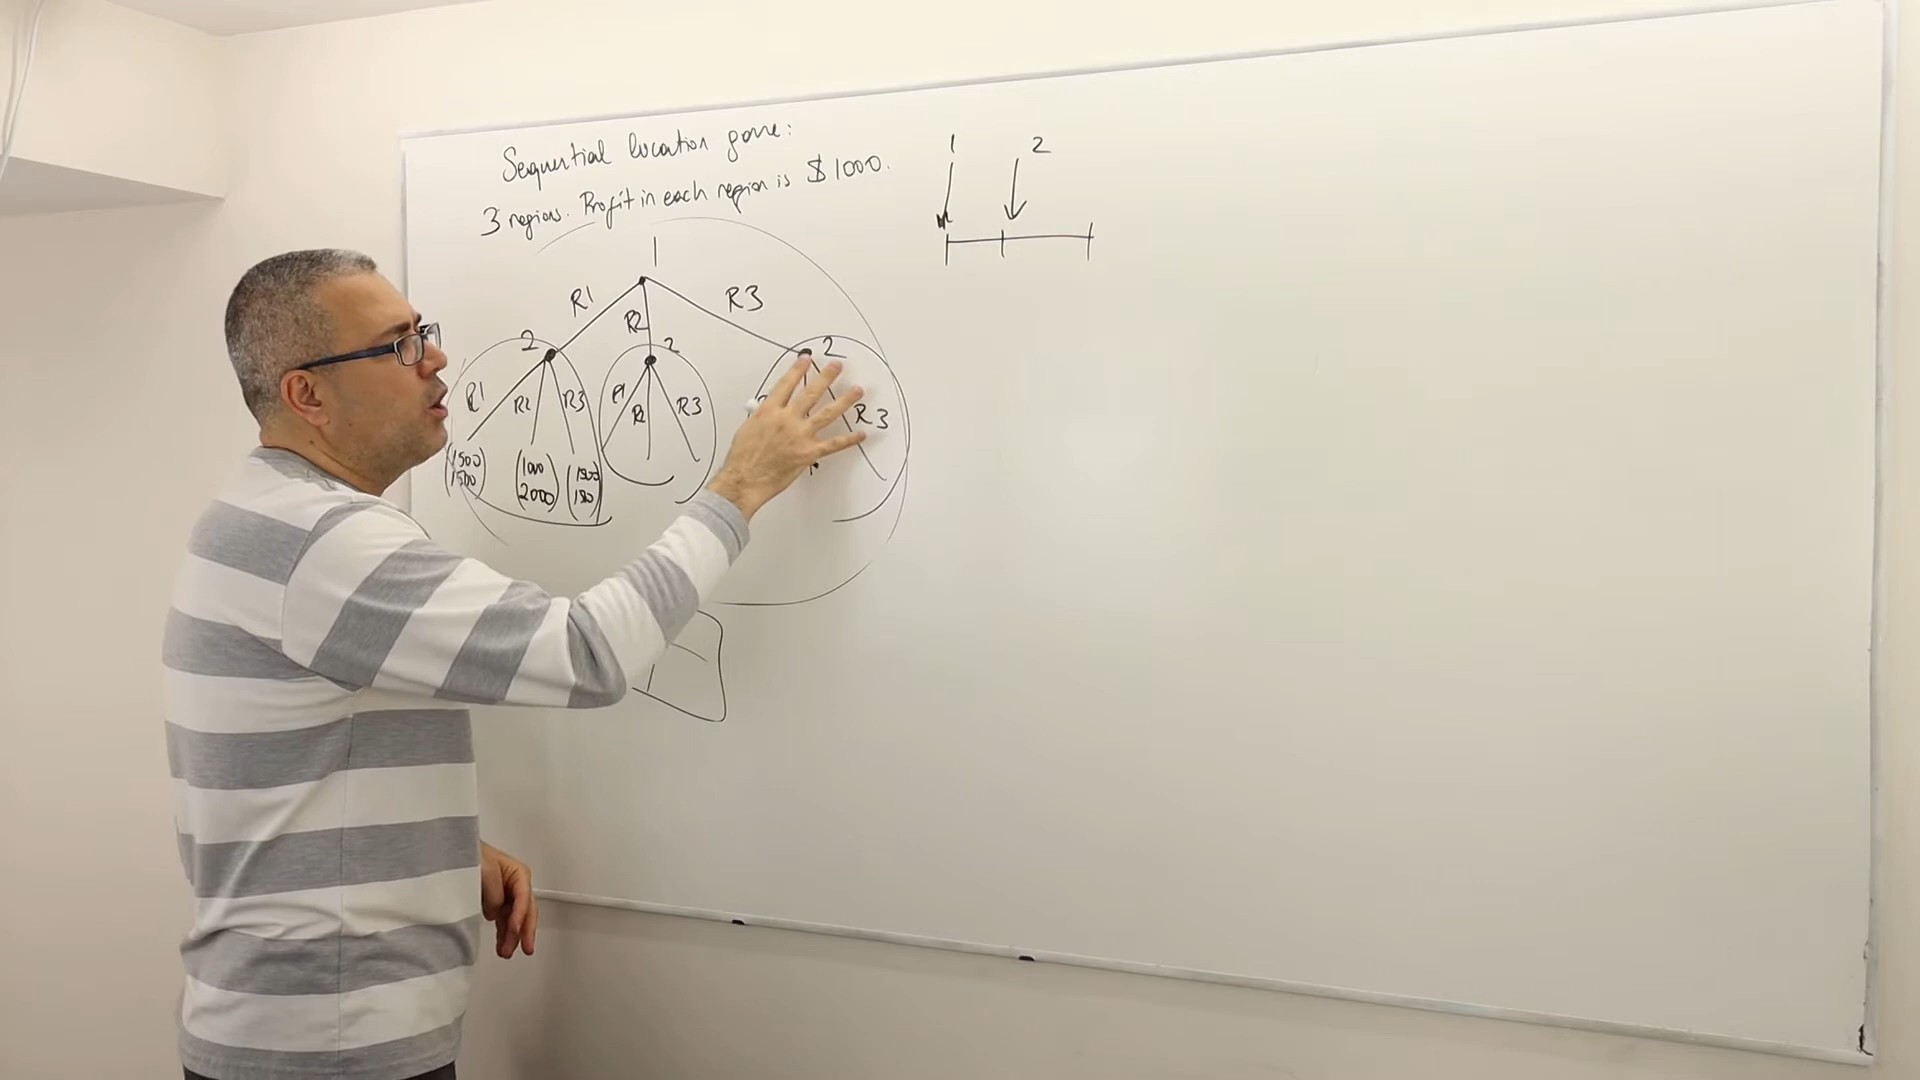 Sequential location game:
3 regions. Profit in each region is $1000.
1 2
1
R1 R2 R3
2 2 2
R1 R2 R3 R1 R2 R3 R3
(1500 1500) (1000 2000) (1500 1500)